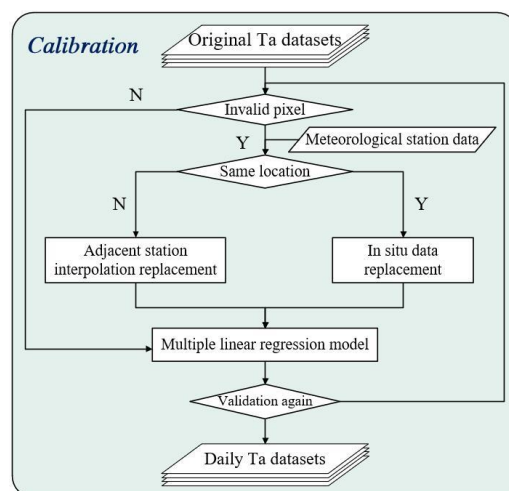 Calibration
Original Ta datasets
N
Invalid pixel
Y
Meteorological station data
Same location
N
Y
Adjacent station
interpolation replacement
In situ data
replacement
Multiple linear regression model
Validation again
Daily Ta datasets